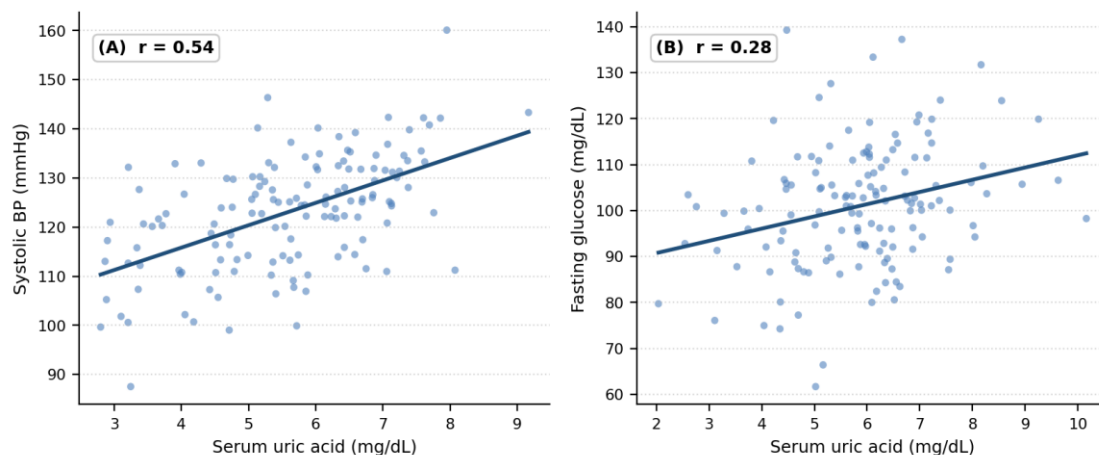 (A) r = 0.54
160
150
140
130
120
110
100
90
Systolic BP (mmHg)
3 4 5 6 7 8 9
Serum uric acid (mg/dL)
(B) r = 0.28
140
130
120
110
100
90
80
70
60
Fasting glucose (mg/dL)
2 3 4 5 6 7 8 9 10
Serum uric acid (mg/dL)